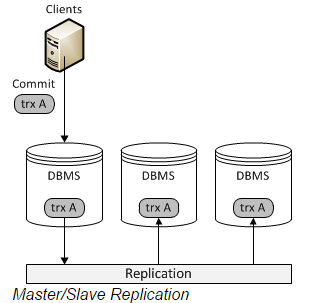 Clients
Commit
trx A
DBMS DBMS DBMS
trx A trx A trx A
Replication
Master/Slave Replication